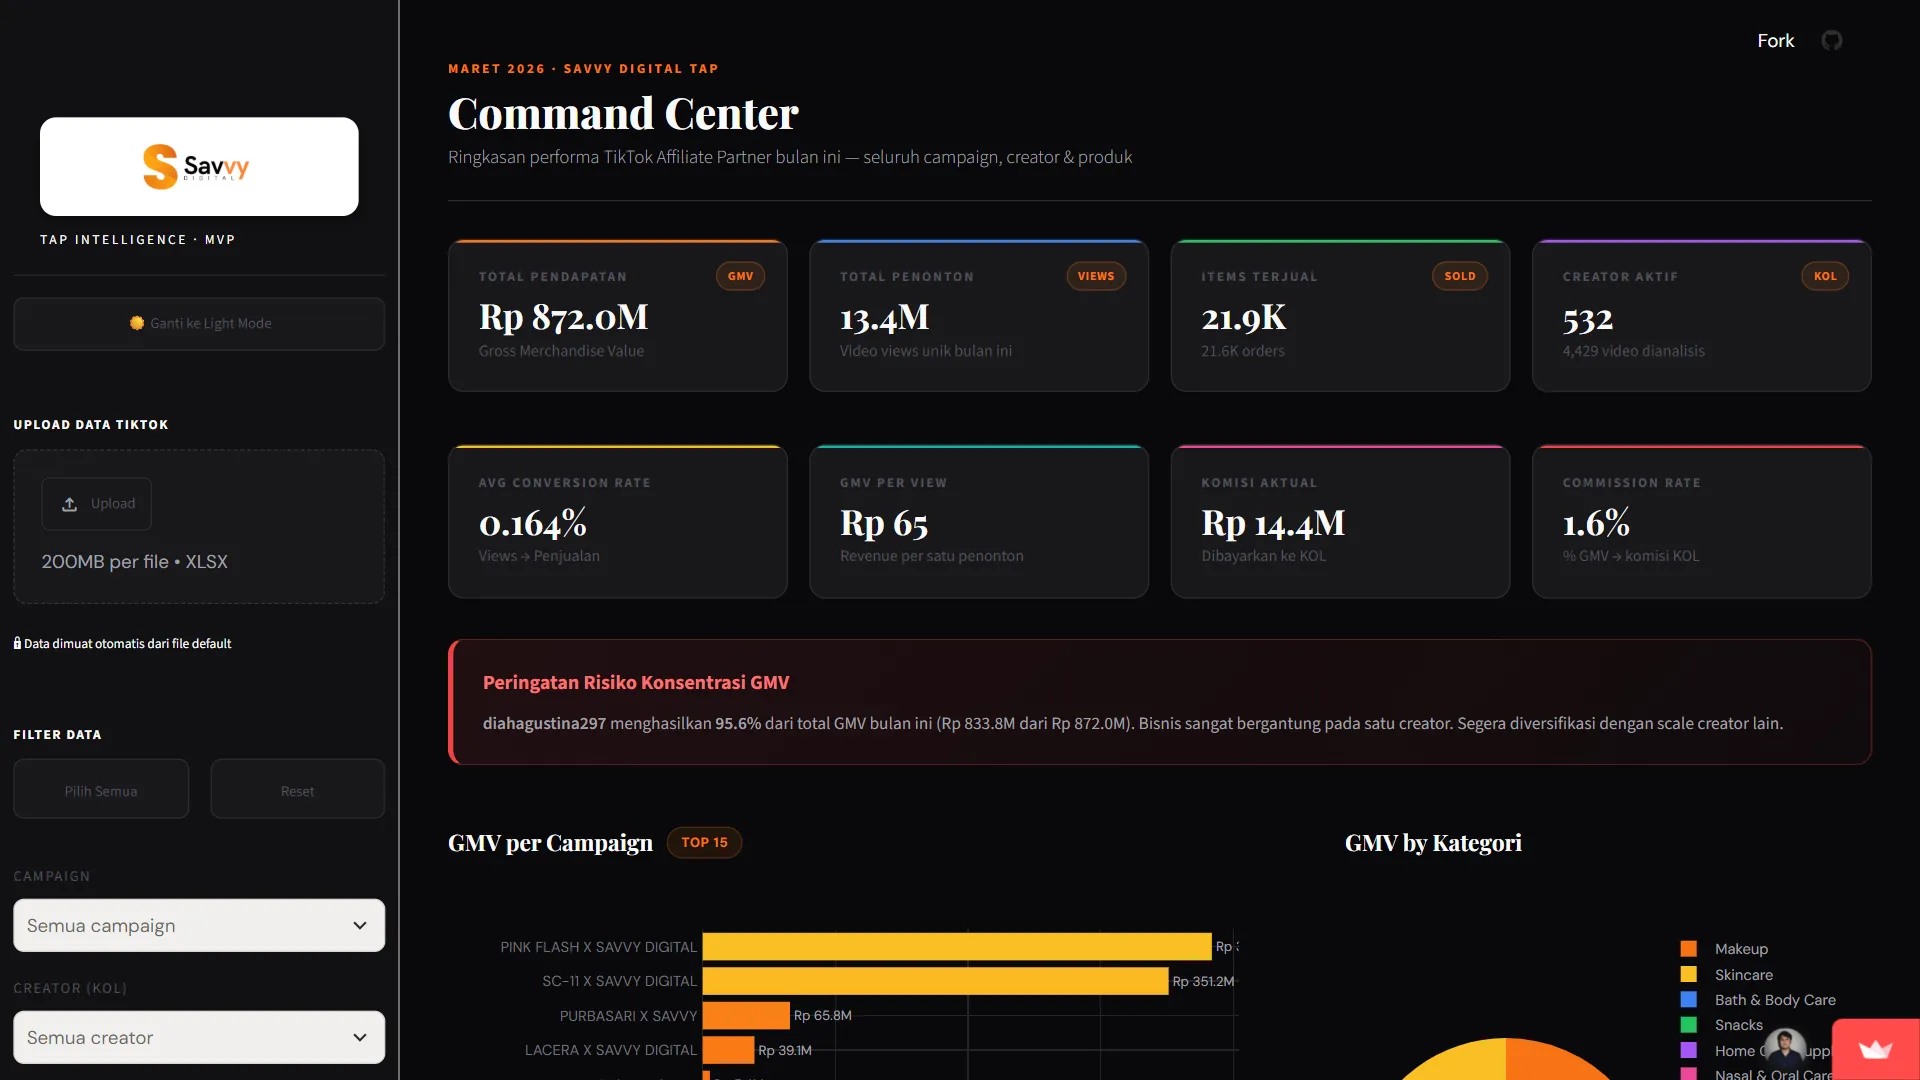 Fork
Savvy
DIGITAL
TAP INTELLIGENCE · MVP
Ganti ke Light Mode
UPLOAD DATA TIKTOK
Upload
200MB per file • XLSX
Data dimuat otomatis dari file default
FILTER DATA
Pilih Semua
Reset
CAMPAIGN
Semua campaign
CREATOR (KOL)
Semua creator
MARET 2026 · SAVVY DIGITAL TAP
Command Center
Ringkasan performa TikTok Affiliate Partner bulan ini — seluruh campaign, creator & produk
TOTAL PENDAPATAN
GMV
Rp 872.0M
Gross Merchandise Value
TOTAL PENONTON
VIEWS
13.4M
Video views unik bulan ini
ITEMS TERJUAL
SOLD
21.9K
21.6K orders
CREATOR AKTIF
KOL
532
4,429 video dianalisis
AVG CONVERSION RATE
0.164%
Views → Penjualan
GMV PER VIEW
Rp 65
Revenue per satu penonton
KOMISI AKTUAL
Rp 14.4M
Dibayarkan ke KOL
COMMISSION RATE
1.6%
% GMV → komisi KOL
Peringatan Risiko Konsentrasi GMV
diahagustina297 menghasilkan 95.6% dari total GMV bulan ini (Rp 833.8M dari Rp 872.0M). Bisnis sangat bergantung pada satu creator. Segera diversifikasi dengan scale creator lain.
GMV per Campaign
TOP 15
PINK FLASH X SAVVY DIGITAL
Rp
SC-11 X SAVVY DIGITAL
Rp 351.2M
PURBASARI X SAVVY
Rp 65.8M
LACERA X SAVVY DIGITAL
Rp 39.1M
GMV by Kategori
Makeup
Skincare
Bath & Body Care
Snacks
Home
Nasal & Oral Care